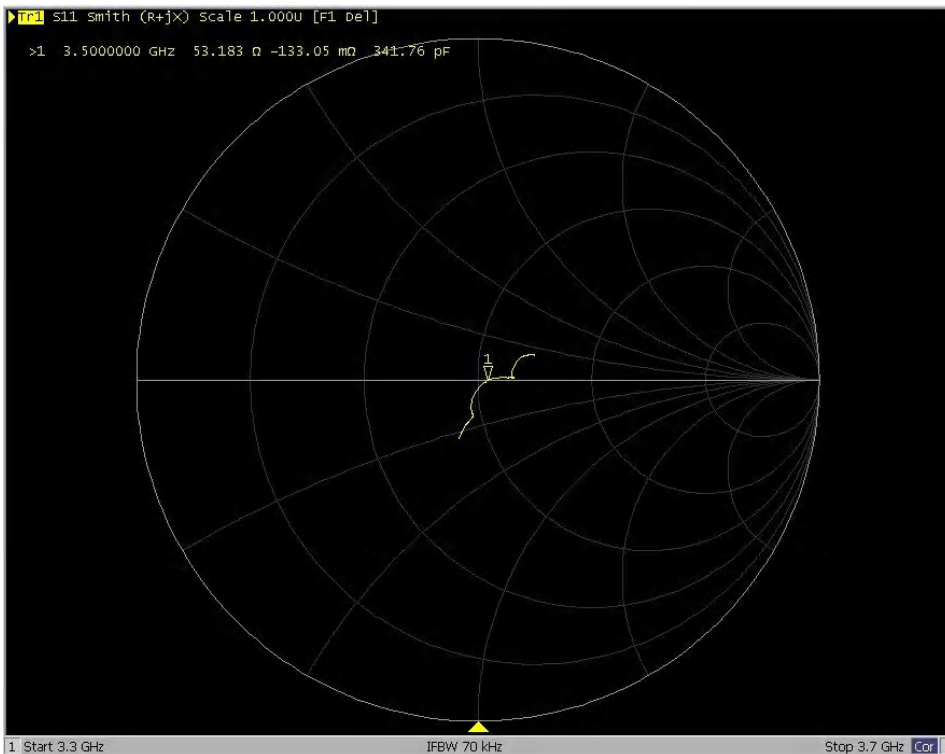 Tr1 S11 Smith (R+jX) Scale 1.000U [F1 Del]
>1 3.5000000 GHz 53.183 Ω -133.05 mΩ 341.76 pF
1
1 Start 3.3 GHz IFBW 70 kHz Stop 3.7 GHz Cor